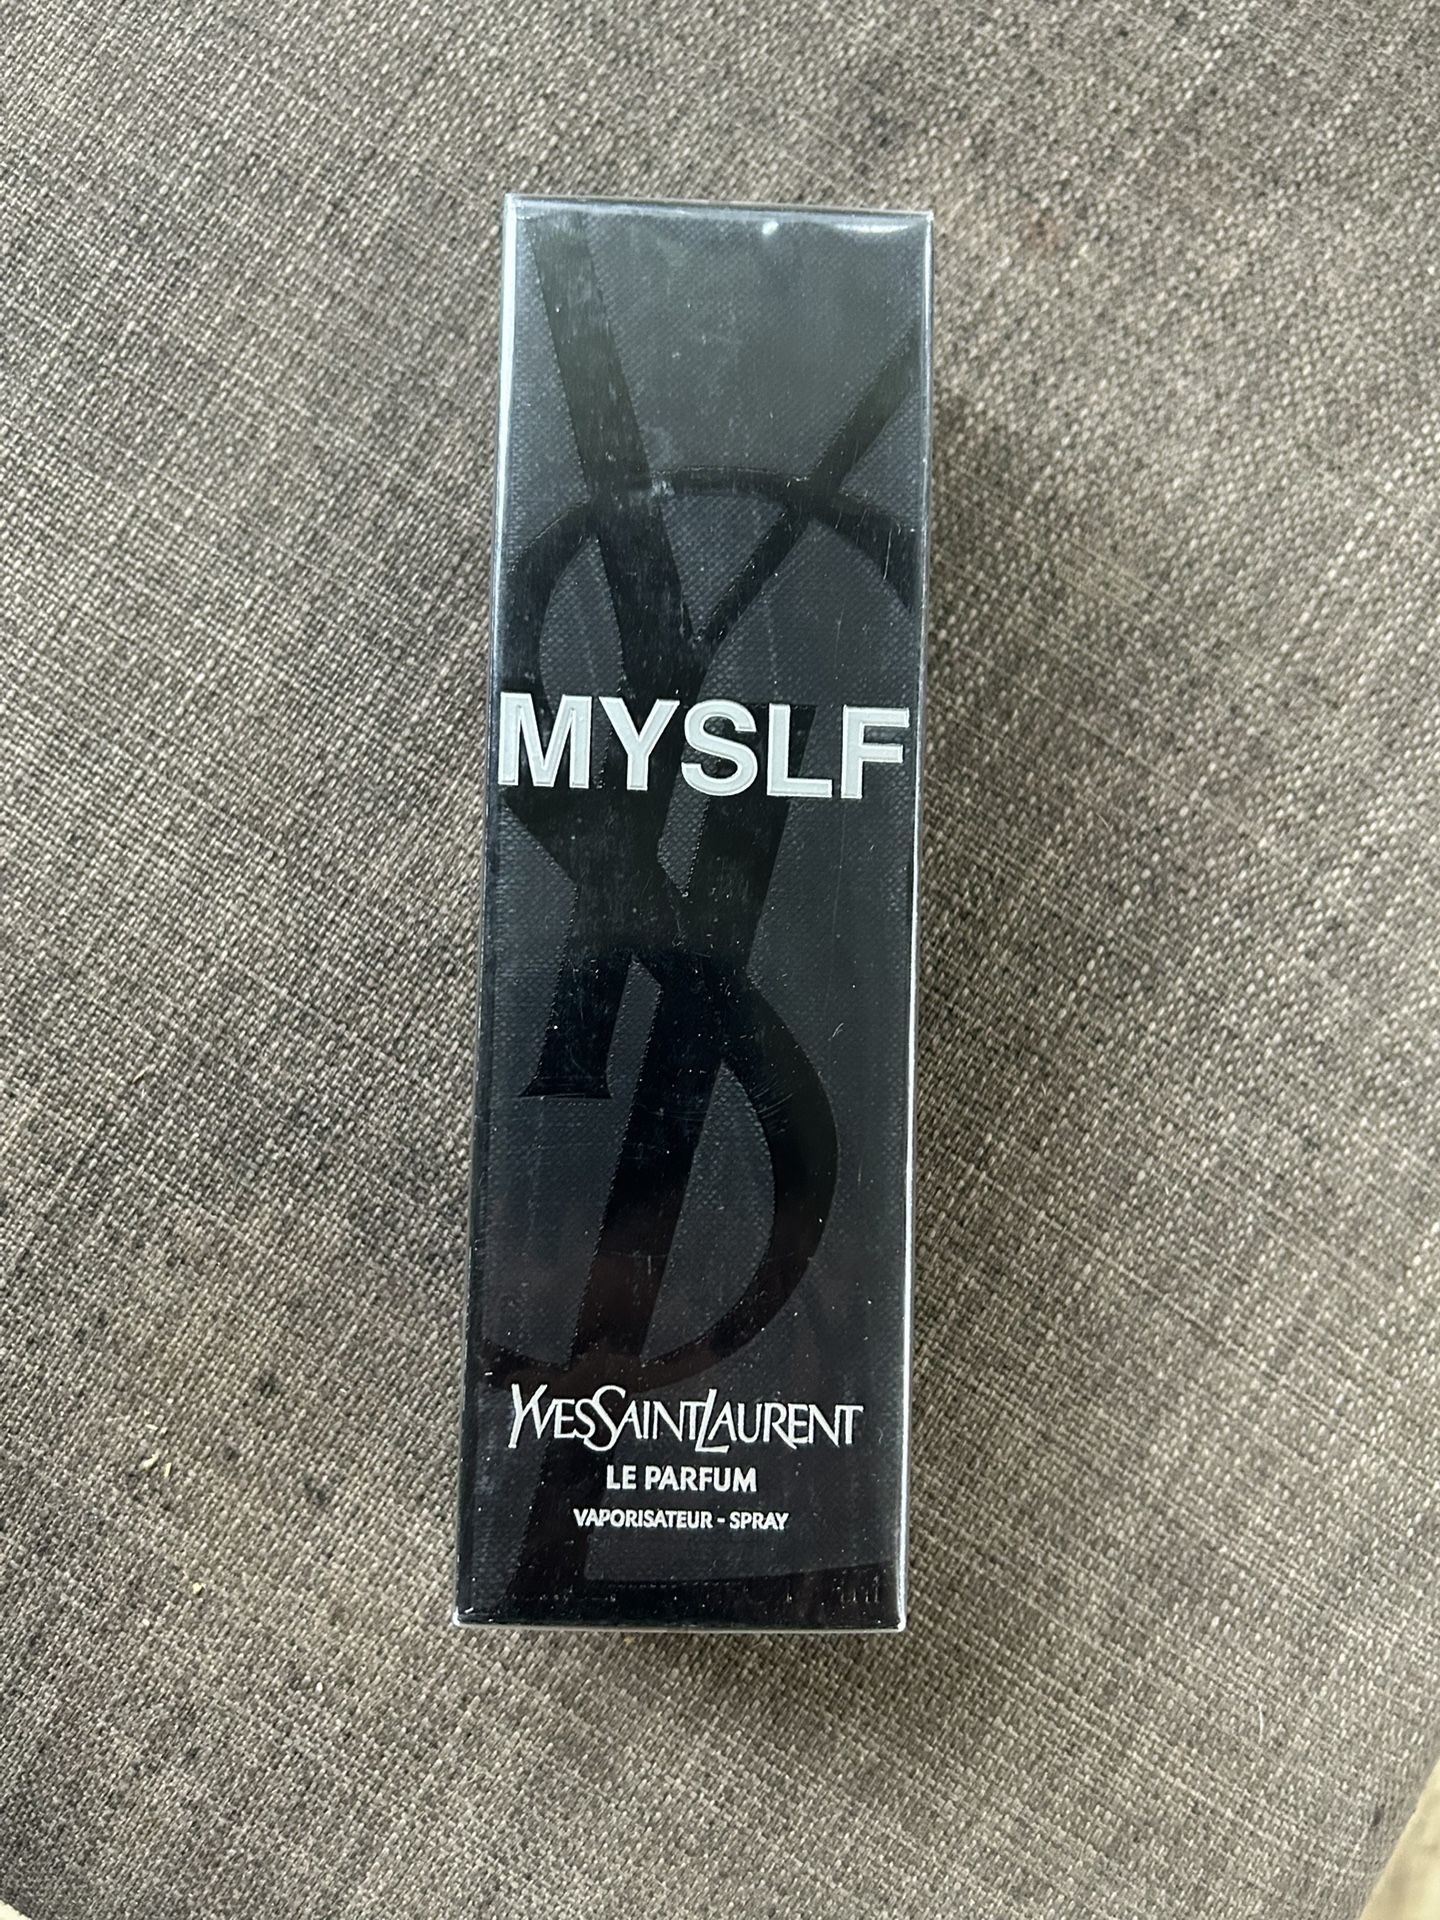 MYSLF
YVESSAINTLAURENT
LE PARFUM
VAPORISATEUR - SPRAY